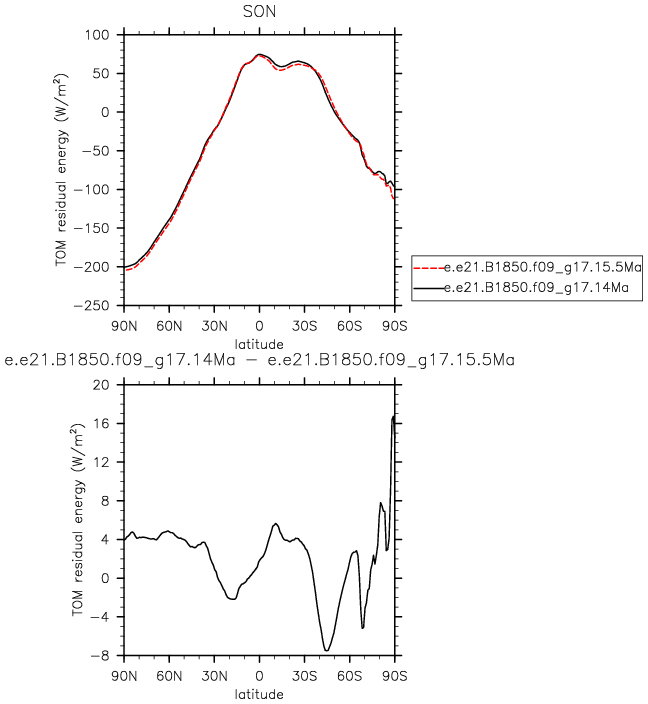 SON
100
50
0
−50
−100
−150
−200
−250
TOM residual energy (W/m²)
90N 60N 30N 0 30S 60S 90S
latitude
e.e21.B1850.f09_g17.15.5Ma
e.e21.B1850.f09_g17.14Ma
e.e21.B1850.f09_g17.14Ma − e.e21.B1850.f09_g17.15.5Ma
20
16
12
8
4
0
−4
−8
TOM residual energy (W/m²)
90N 60N 30N 0 30S 60S 90S
latitude